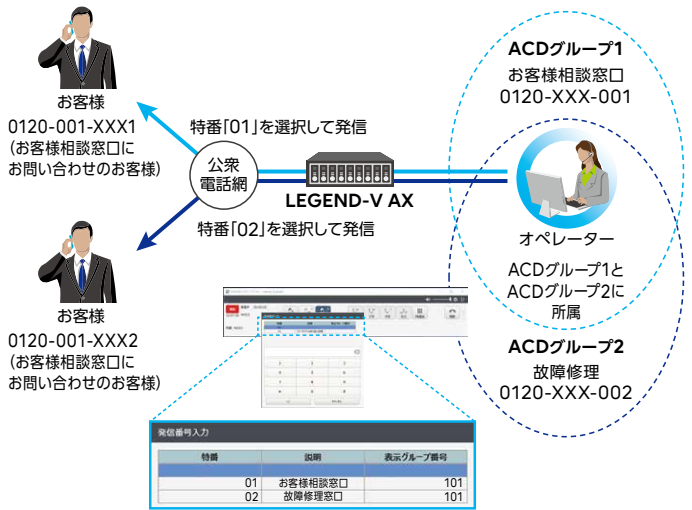 お客様
0120-001-XXX1
(お客様相談窓口に
お問い合わせのお客様)
特番「01」を選択して発信
公衆
電話網
LEGEND-V AX
特番「02」を選択して発信
お客様
0120-001-XXX2
(お客様相談窓口に
お問い合わせのお客様)
ACDグループ1
お客様相談窓口
0120-XXX-001
オペレーター
ACDグループ1と
ACDグループ2に
所属
ACDグループ2
故障修理
0120-XXX-002
発信番号入力
特番 説明 表示グループ番号
01 お客様相談窓口 101
02 故障修理窓口 101